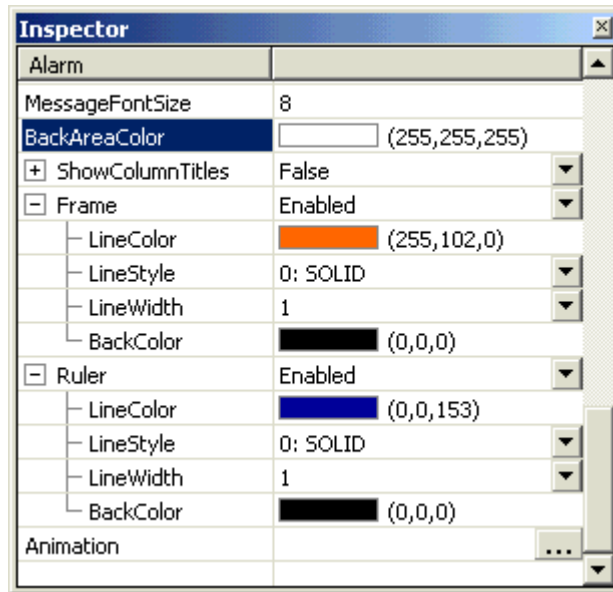 Inspector
Alarm
MessageFontSize 8
BackAreaColor (255,255,255)
ShowColumnTitles False
Frame Enabled
LineColor (255,102,0)
LineStyle 0: SOLID
LineWidth 1
BackColor (0,0,0)
Ruler Enabled
LineColor (0,0,153)
LineStyle 0: SOLID
LineWidth 1
BackColor (0,0,0)
Animation ...